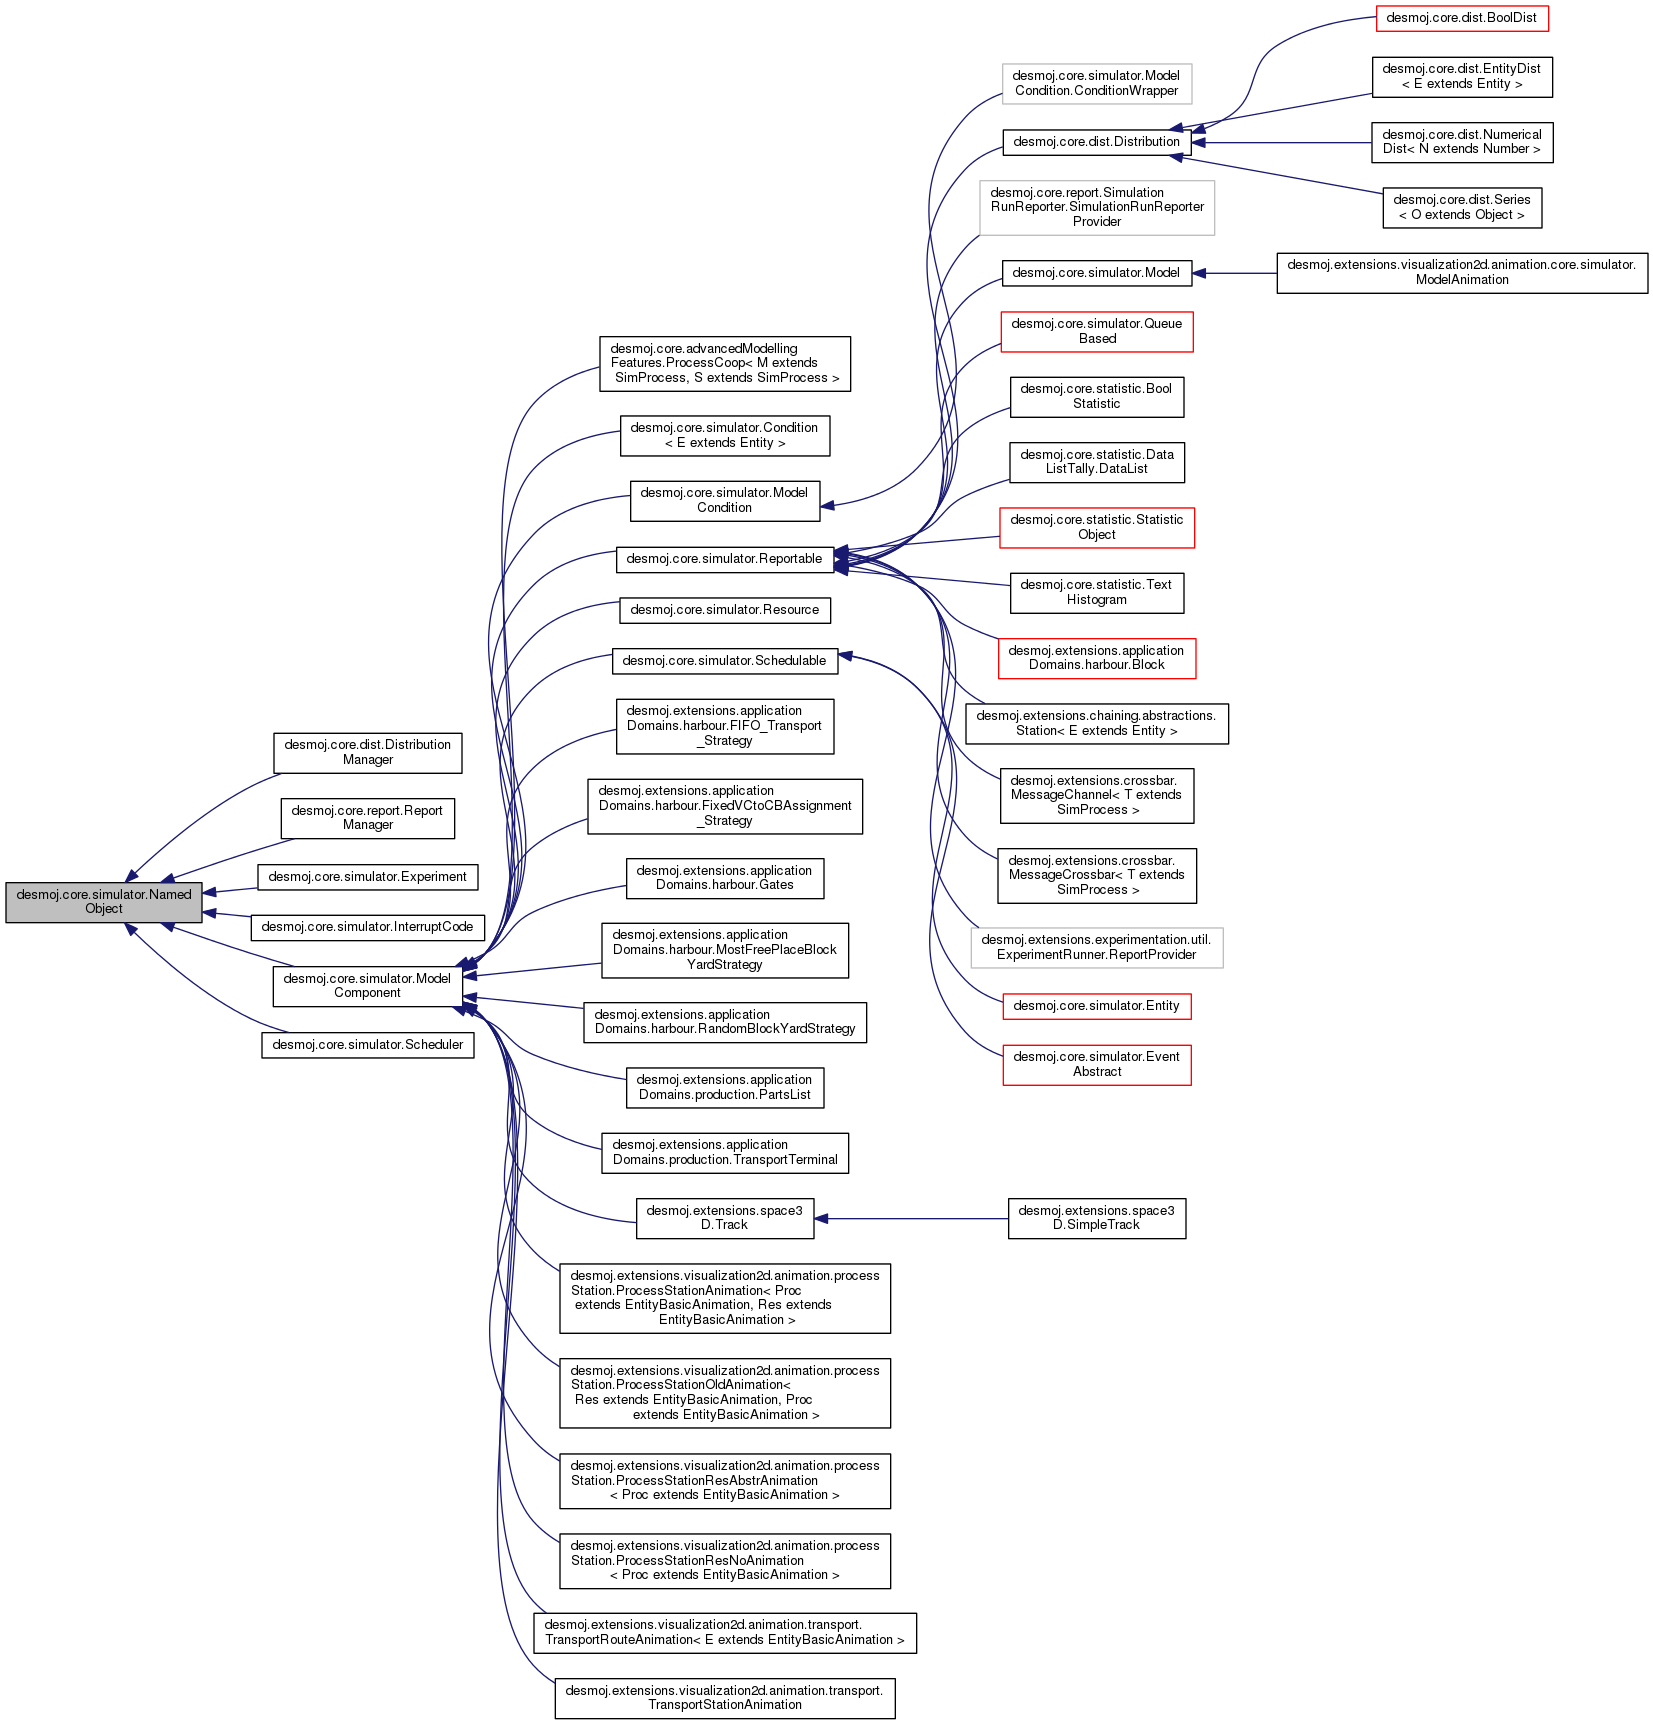 desmoj.core.simulator.Named
Object
desmoj.core.dist.Distribution
Manager
desmoj.core.report.Report
Manager
desmoj.core.simulator.Experiment
desmoj.core.simulator.InterruptCode
desmoj.core.simulator.Model
Component
desmoj.core.simulator.Scheduler
desmoj.core.advancedModelling
Features.ProcessCoop< M extends
SimProcess, S extends SimProcess >
desmoj.core.simulator.Condition
< E extends Entity >
desmoj.core.simulator.Model
Condition
desmoj.core.simulator.Reportable
desmoj.core.simulator.Resource
desmoj.core.simulator.Schedulable
desmoj.extensions.application
Domains.harbour.FIFO_Transport
_Strategy
desmoj.extensions.application
Domains.harbour.FixedVCtoCBAssignment
_Strategy
desmoj.extensions.application
Domains.harbour.Gates
desmoj.extensions.application
Domains.harbour.MostFreePlaceBlock
YardStrategy
desmoj.extensions.application
Domains.harbour.RandomBlockYardStrategy
desmoj.extensions.application
Domains.production.PartsList
desmoj.extensions.application
Domains.production.TransportTerminal
desmoj.extensions.space3
D.Track
desmoj.extensions.visualization2d.animation.process
Station.ProcessStationAnimation< Proc
extends EntityBasicAnimation, Res extends
EntityBasicAnimation >
desmoj.extensions.visualization2d.animation.process
Station.ProcessStationOldAnimation<
Res extends EntityBasicAnimation, Proc
extends EntityBasicAnimation >
desmoj.extensions.visualization2d.animation.process
Station.ProcessStationResAbstrAnimation
< Proc extends EntityBasicAnimation >
desmoj.extensions.visualization2d.animation.process
Station.ProcessStationResNoAnimation
< Proc extends EntityBasicAnimation >
desmoj.extensions.visualization2d.animation.transport.
TransportRouteAnimation< E extends EntityBasicAnimation >
desmoj.extensions.visualization2d.animation.transport.
TransportStationAnimation
desmoj.core.simulator.Model
Condition.ConditionWrapper
desmoj.core.dist.Distribution
desmoj.core.report.Simulation
RunReporter.SimulationRunReporter
Provider
desmoj.core.simulator.Model
desmoj.core.simulator.Queue
Based
desmoj.core.statistic.Bool
Statistic
desmoj.core.statistic.Data
ListTally.DataList
desmoj.core.statistic.Statistic
Object
desmoj.core.statistic.Text
Histogram
desmoj.extensions.application
Domains.harbour.Block
desmoj.extensions.chaining.abstractions.
Station< E extends Entity >
desmoj.extensions.crossbar.
MessageChannel< T extends
SimProcess >
desmoj.extensions.crossbar.
MessageCrossbar< T extends
SimProcess >
desmoj.extensions.experimentation.util.
ExperimentRunner.ReportProvider
desmoj.core.simulator.Entity
desmoj.core.simulator.Event
Abstract
desmoj.extensions.space3
D.SimpleTrack
desmoj.core.dist.BoolDist
desmoj.core.dist.EntityDist
< E extends Entity >
desmoj.core.dist.Numerical
Dist< N extends Number >
desmoj.core.dist.Series
< O extends Object >
desmoj.extensions.visualization2d.animation.core.simulator.
ModelAnimation